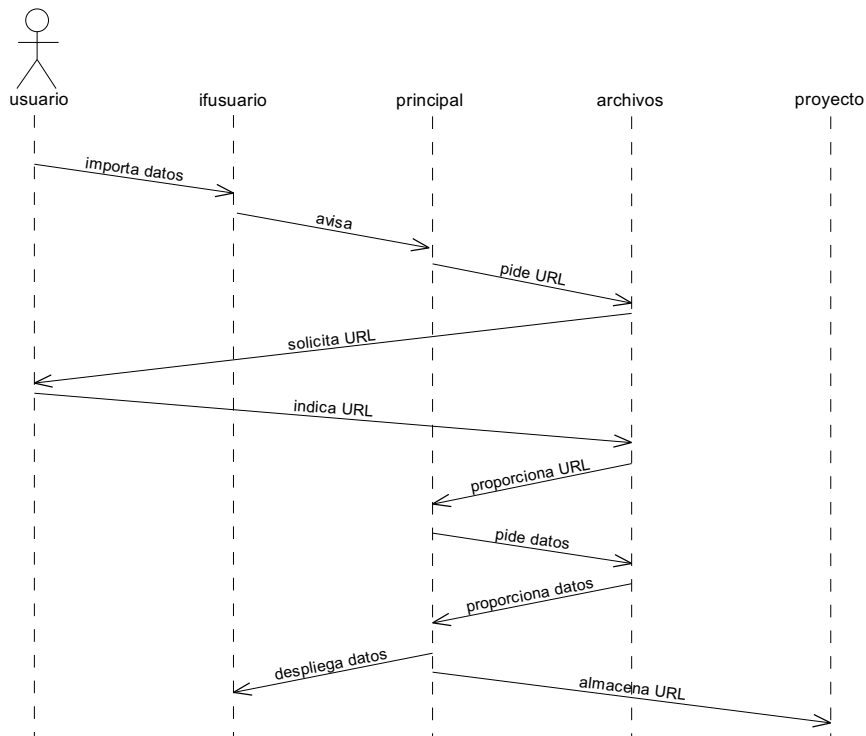 usuario
ifusuario
principal
archivos
proyecto
importa datos
avisa
pide URL
solicita URL
indica URL
proporciona URL
pide datos
proporciona datos
despliega datos
almacena URL